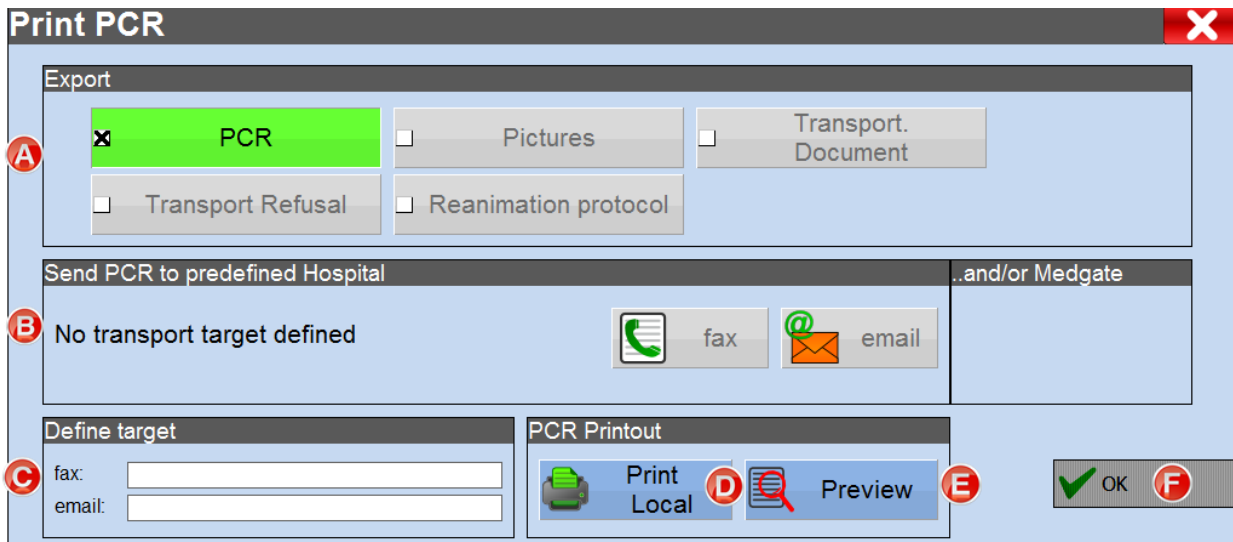 Print PCR
Export
A
PCR
Pictures
Transport.
Document
Transport Refusal
Reanimation protocol
Send PCR to predefined Hospital
..and/or Medgate
B
No transport target defined
fax
@
email
Define target
PCR Printout
C
fax:
email:
Print
Local
D
Preview
E
OK
F